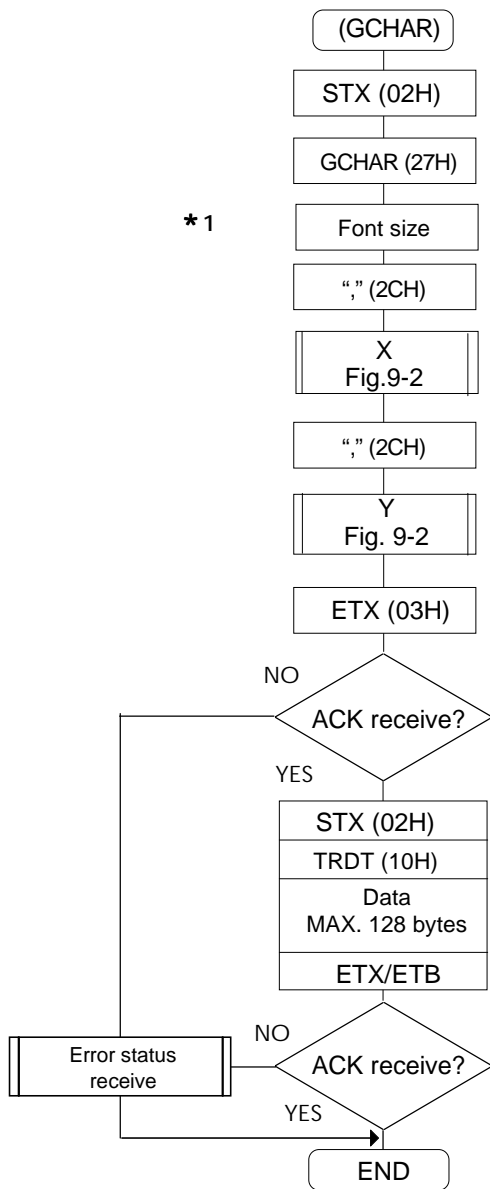 (GCHAR)
STX (02H)
GCHAR (27H)
*1
Font size
“,” (2CH)
X
Fig.9-2
“,” (2CH)
Y
Fig. 9-2
ETX (03H)
NO
ACK receive?
YES
STX (02H)
TRDT (10H)
Data
MAX. 128 bytes
ETX/ETB
NO
Error status
receive
ACK receive?
YES
END